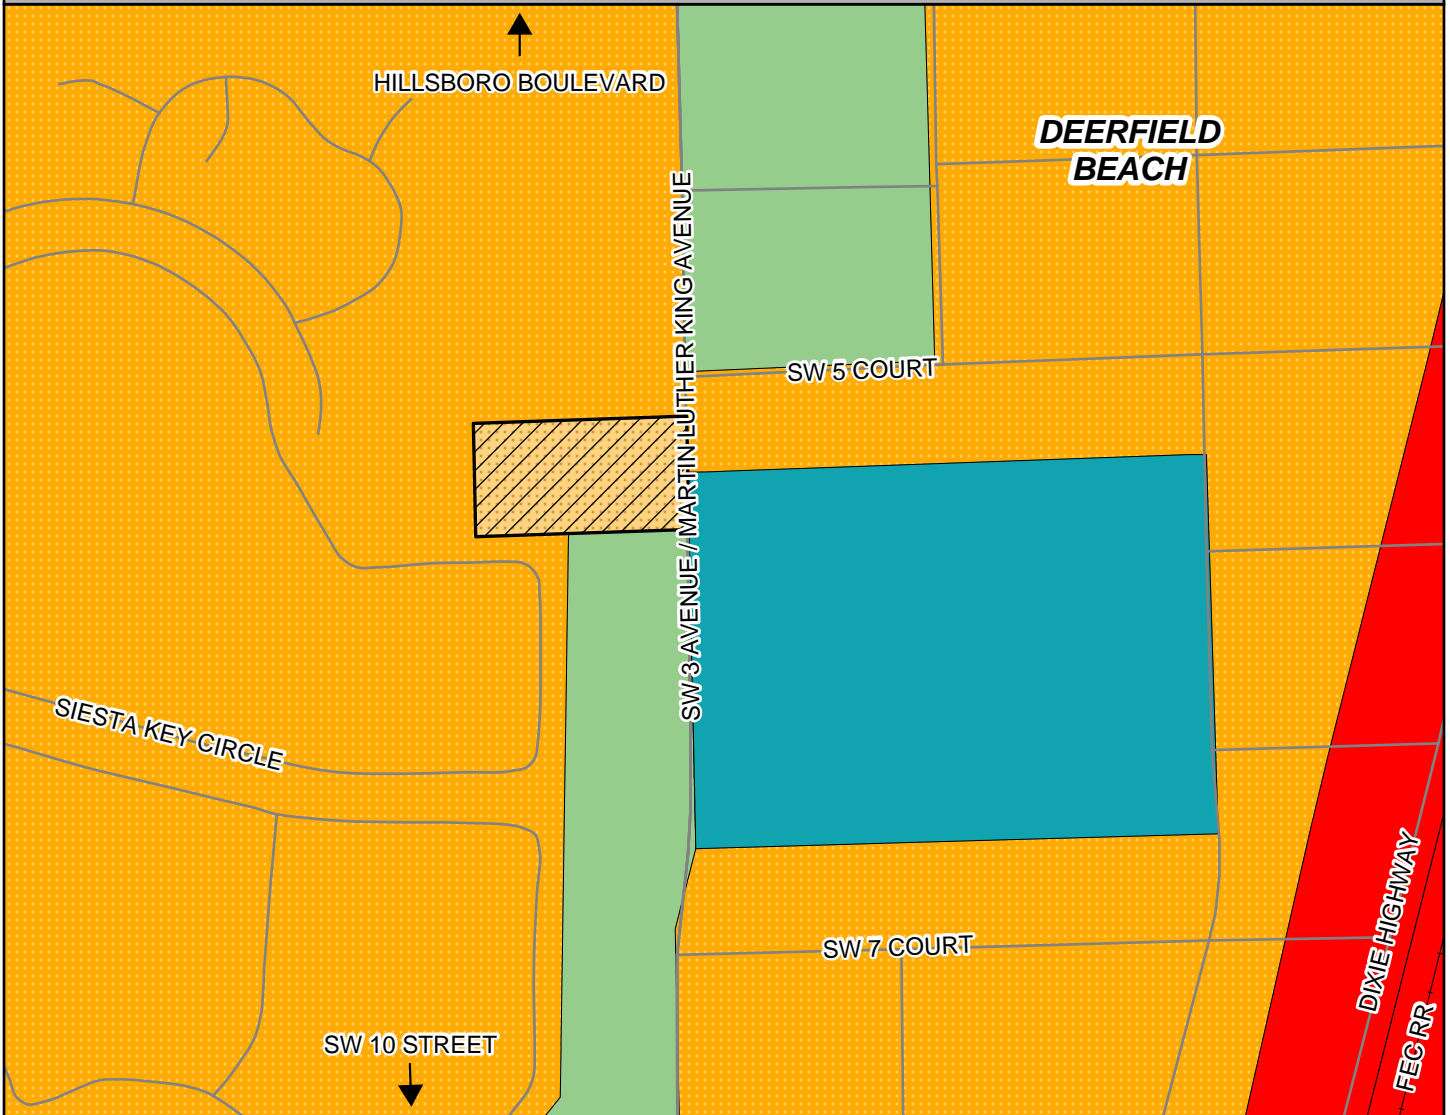 HILLSBORO BOULEVARD
DEERFIELD
BEACH
SW 3 AVENUE / MARTIN LUTHER KING AVENUE
SW 5 COURT
SIESTA KEY CIRCLE
SW 7 COURT
DIXIE HIGHWAY
FEC RR
SW 10 STREET